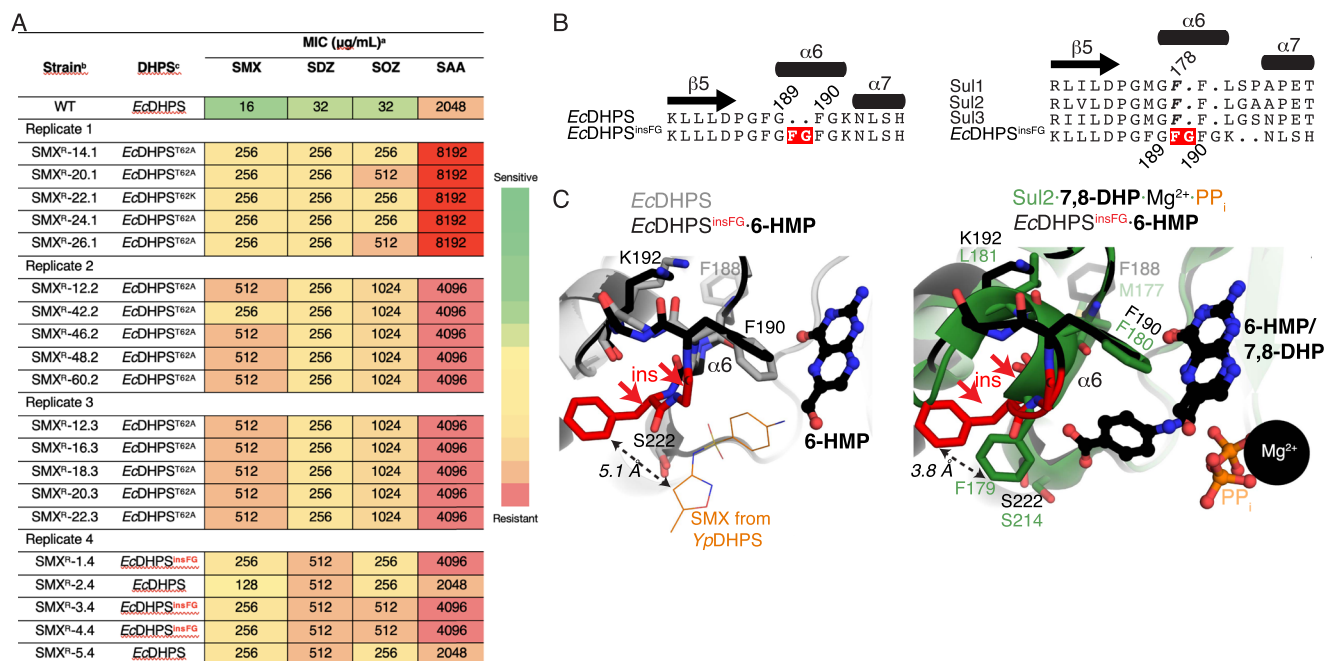 A
MIC (µg/mL)ᵃ
Strainᵇ DHPSᶜ SMX SDZ SOZ SAA
WT EcDHPS 16 32 32 2048
Replicate 1
SMXᴿ-14.1 EcDHPSᵀ⁶²ᴬ 256 256 256 8192
SMXᴿ-20.1 EcDHPSᵀ⁶²ᴬ 256 256 512 8192
SMXᴿ-22.1 EcDHPSᵀ⁶²ᴷ 256 256 256 8192
SMXᴿ-24.1 EcDHPSᵀ⁶²ᴬ 256 256 256 8192
SMXᴿ-26.1 EcDHPSᵀ⁶²ᴬ 256 256 512 8192
Replicate 2
SMXᴿ-12.2 EcDHPSᵀ⁶²ᴬ 512 256 1024 4096
SMXᴿ-42.2 EcDHPSᵀ⁶²ᴬ 256 256 1024 4096
SMXᴿ-46.2 EcDHPSᵀ⁶²ᴬ 512 256 1024 4096
SMXᴿ-48.2 EcDHPSᵀ⁶²ᴬ 512 256 1024 4096
SMXᴿ-60.2 EcDHPSᵀ⁶²ᴬ 512 256 1024 4096
Replicate 3
SMXᴿ-12.3 EcDHPSᵀ⁶²ᴬ 512 256 1024 4096
SMXᴿ-16.3 EcDHPSᵀ⁶²ᴬ 512 256 1024 4096
SMXᴿ-18.3 EcDHPSᵀ⁶²ᴬ 512 256 1024 4096
SMXᴿ-20.3 EcDHPSᵀ⁶²ᴬ 512 256 1024 4096
SMXᴿ-22.3 EcDHPSᵀ⁶²ᴬ 512 256 1024 4096
Replicate 4
SMXᴿ-1.4 EcDHPSⁱⁿˢᶠᴳ 256 512 256 4096
SMXᴿ-2.4 EcDHPS 128 512 256 2048
SMXᴿ-3.4 EcDHPSⁱⁿˢᶠᴳ 256 512 512 4096
SMXᴿ-4.4 EcDHPSⁱⁿˢᶠᴳ 256 512 512 4096
SMXᴿ-5.4 EcDHPS 256 512 256 2048
Sensitive
Resistant
B
α6
β5 189 190 α7
EcDHPS KLLLDPGFG..FGKNLSH
EcDHPSⁱⁿˢᶠᴳ KLLLDPGFGFGFGKNLSH
α6
β5 178 α7
Sul1 RLILDPGMGF.F.LSPAPET
Sul2 RLVLDPGMGF.F.LGAAPET
Sul3 RIILDPGMGF.F.LGSNPET
EcDHPSⁱⁿˢᶠᴳ KLLLDPGFGFGFGK..NLSH
189 190
C
EcDHPS
EcDHPSⁱⁿˢᶠᴳ·6-HMP
K192
F188
F190
α6
ins
S222
6-HMP
5.1 Å
SMX from
YpDHPS
Sul2·7,8-DHP·Mg²⁺·PPᵢ
EcDHPSⁱⁿˢᶠᴳ·6-HMP
K192
L181
F188
M177
F190
F180
6-HMP/
7,8-DHP
α6
ins
3.8 Å
F179
S222
S214
Mg²⁺
PPᵢ